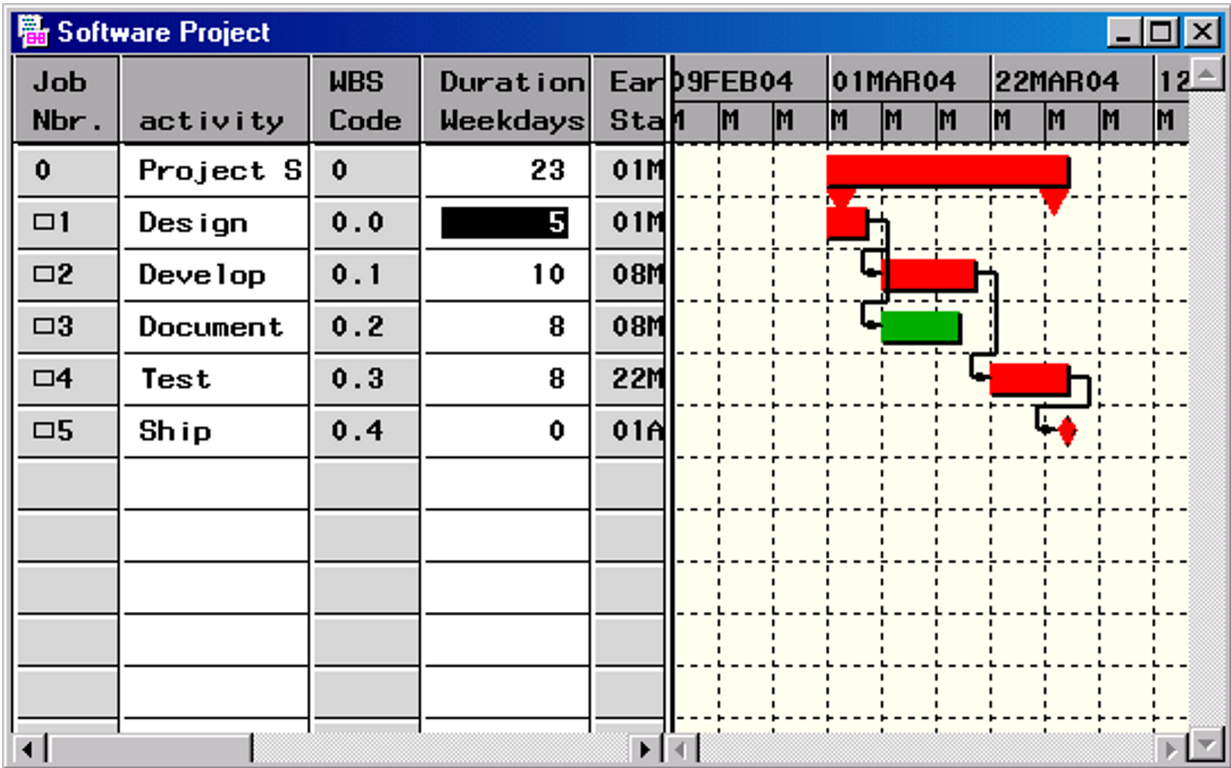 Software Project
Job Nbr. activity WBS Code Duration Weekdays Ear Sta 09FEB04 01MAR04 22MAR04 12
M M M M M M M M M M
0 Project S 0 23 01M
1 Design 0.0 5 01M
2 Develop 0.1 10 08M
3 Document 0.2 8 08M
4 Test 0.3 8 22M
5 Ship 0.4 0 01A